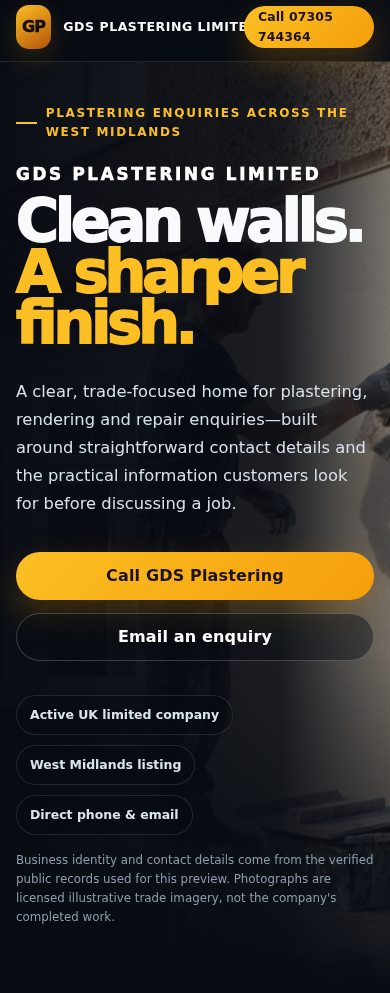 GP
GDS PLASTERING LIMITE
Call 07305
744364
PLASTERING ENQUIRIES ACROSS THE
WEST MIDLANDS
GDS PLASTERING LIMITED
Clean walls.
A sharper
finish.
A clear, trade-focused home for plastering,
rendering and repair enquiries—built
around straightforward contact details and
the practical information customers look
for before discussing a job.
Call GDS Plastering
Email an enquiry
Active UK limited company
West Midlands listing
Direct phone & email
Business identity and contact details come from the verified
public records used for this preview. Photographs are
licensed illustrative trade imagery, not the company's
completed work.